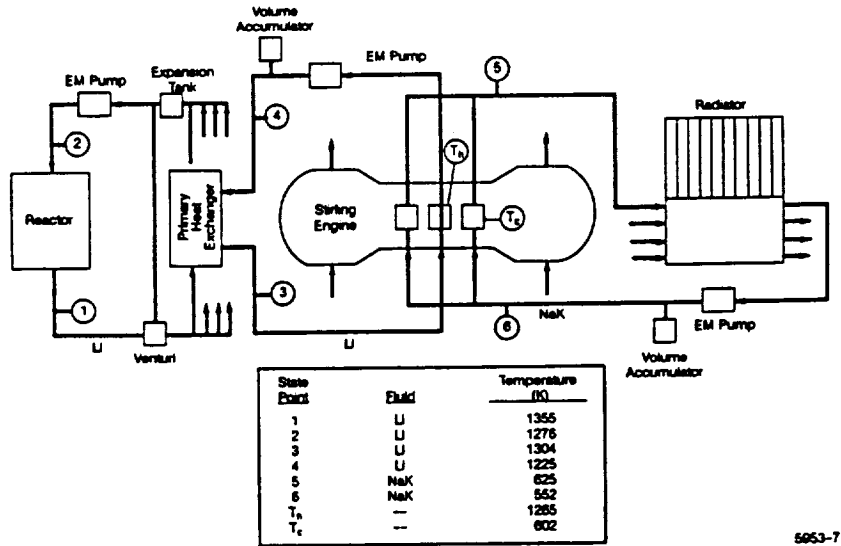 Volume
Accumulator
EM Pump
Expansion
Tank
EM Pump
5
4
2
Radiator
Th
Reactor
Primary
Heat
Exchanger
Stirling
Engine
Tc
3
1
6
NaK
Li
Venturi
Li
EM Pump
Volume
Accumulator
State Point Fluid Temperature (K)
1 Li 1355
2 Li 1276
3 Li 1304
4 Li 1225
5 NaK 625
6 NaK 552
Th — 1265
Tc — 602
5953-7